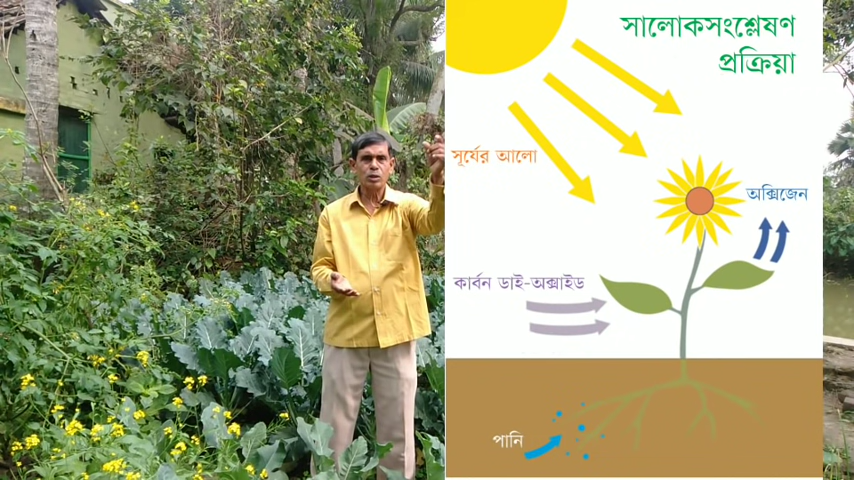 সালোকসংশ্লেষণ
প্রক্রিয়া
সূর্যের আলো
অক্সিজেন
কার্বন ডাই-অক্সাইড
পানি